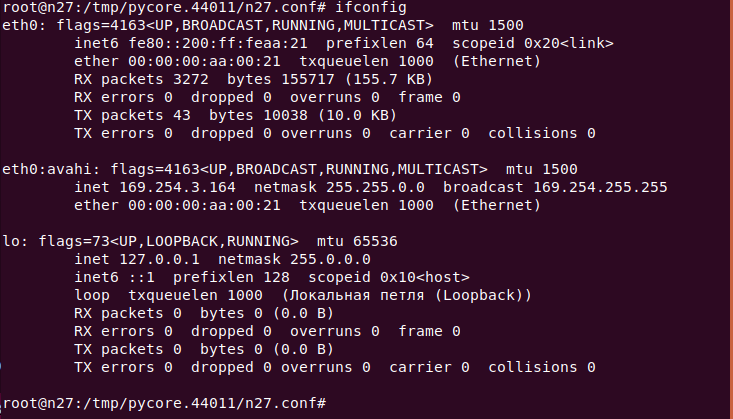 root@n27:/tmp/pycore.44011/n27.conf# ifconfig
eth0: flags=4163<UP,BROADCAST,RUNNING,MULTICAST>  mtu 1500
        inet6 fe80::200:ff:feaa:21  prefixlen 64  scopeid 0x20<link>
        ether 00:00:00:aa:00:21  txqueuelen 1000  (Ethernet)
        RX packets 3272  bytes 155717 (155.7 KB)
        RX errors 0  dropped 0  overruns 0  frame 0
        TX packets 43  bytes 10038 (10.0 KB)
        TX errors 0  dropped 0 overruns 0  carrier 0  collisions 0

eth0:avahi: flags=4163<UP,BROADCAST,RUNNING,MULTICAST>  mtu 1500
        inet 169.254.3.164  netmask 255.255.0.0  broadcast 169.254.255.255
        ether 00:00:00:aa:00:21  txqueuelen 1000  (Ethernet)

lo: flags=73<UP,LOOPBACK,RUNNING>  mtu 65536
        inet 127.0.0.1  netmask 255.0.0.0
        inet6 ::1  prefixlen 128  scopeid 0x10<host>
        loop  txqueuelen 1000  (Локальная петля (Loopback))
        RX packets 0  bytes 0 (0.0 B)
        RX errors 0  dropped 0  overruns 0  frame 0
        TX packets 0  bytes 0 (0.0 B)
        TX errors 0  dropped 0 overruns 0  carrier 0  collisions 0

root@n27:/tmp/pycore.44011/n27.conf#